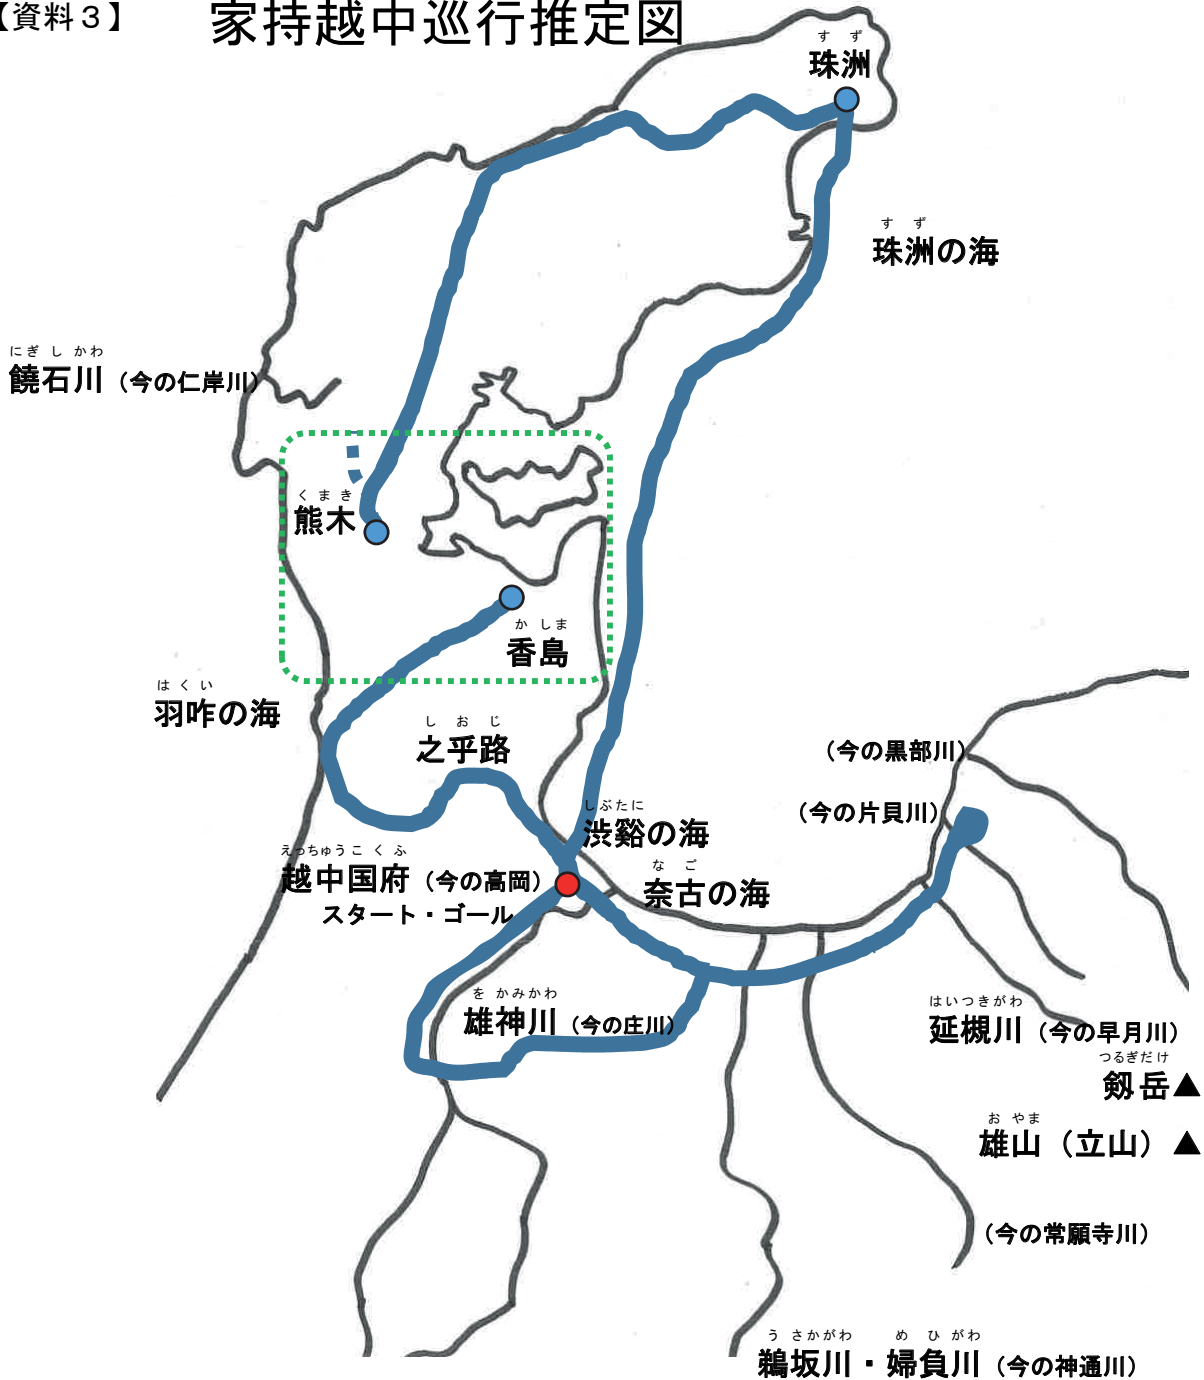 【資料３】
家持越中巡行推定図
すず
珠洲
すず
珠洲の海
にぎしかわ
饒石川（今の仁岸川）
くまき
熊木
かしま
香島
はくい
羽咋の海
しおじ
之乎路
（今の黒部川）
（今の片貝川）
しぶたに
渋谿の海
えっちゅうこくふ
越中国府（今の高岡）
スタート・ゴール
なご
奈古の海
をかみかわ
雄神川（今の庄川）
はいつきがわ
延槻川（今の早月川）
つるぎだけ
剱岳▲
おやま
雄山（立山）▲
（今の常願寺川）
うさかがわ　めひがわ
鵜坂川・婦負川（今の神通川）